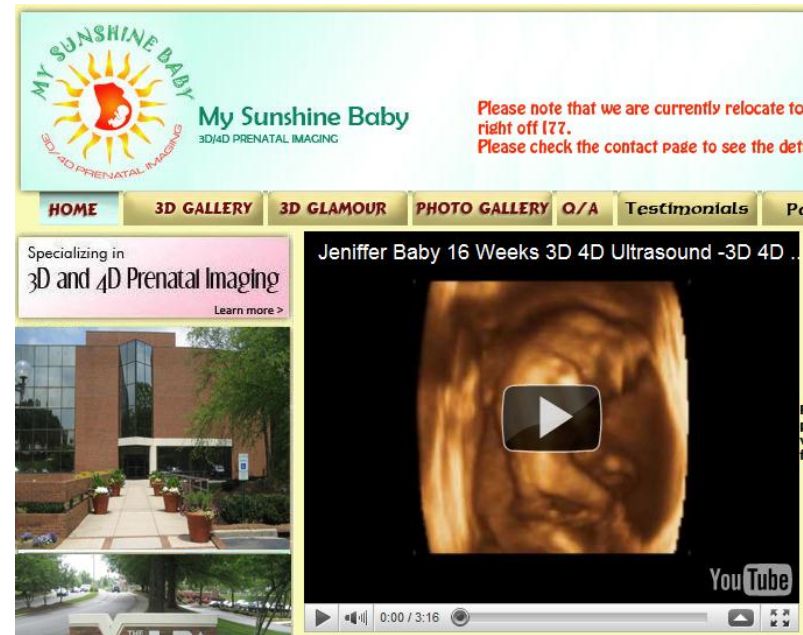 MY SUNSHINE BABY
3D/4D PRENATAL IMAGING
My Sunshine Baby
3D/4D PRENATAL IMAGING
Please note that we are currently relocate to
right off I77.
Please check the contact page to see the det
HOME 3D GALLERY 3D GLAMOUR PHOTO GALLERY Q/A Testimonials
Specializing in
3D and 4D Prenatal Imaging
Learn more >
Jeniffer Baby 16 Weeks 3D 4D Ultrasound -3D 4D ..
YouTube
0:00 / 3:16
THE